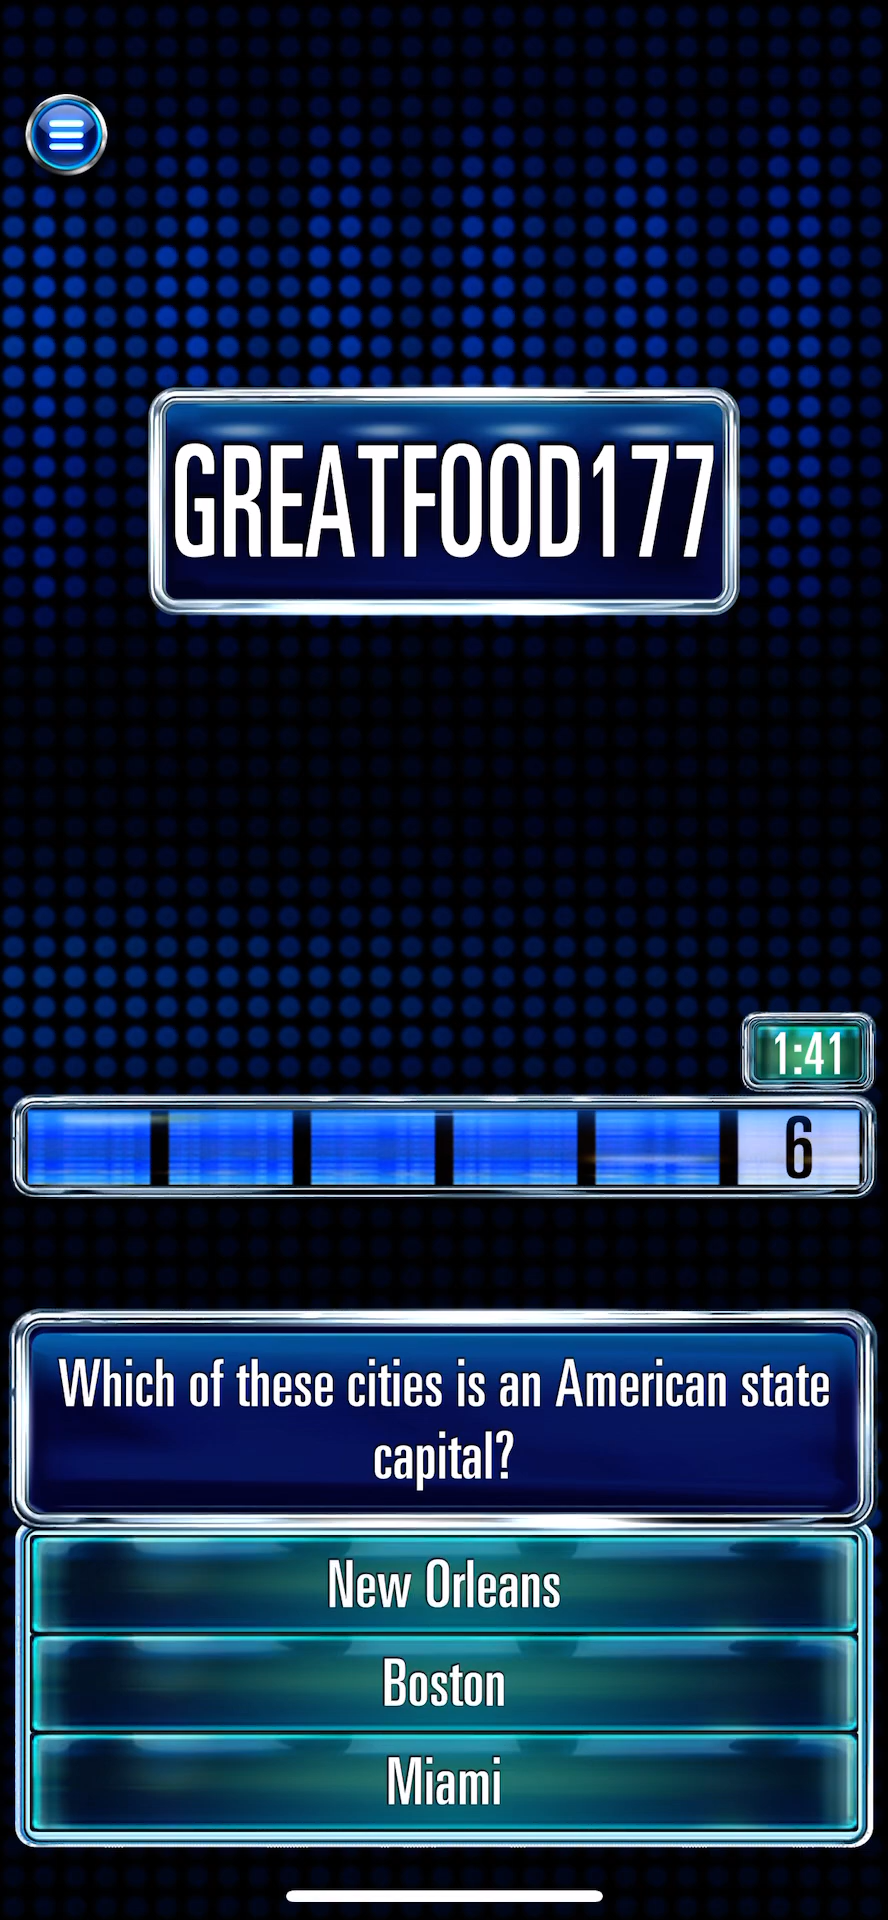 GREATFOOD177
1:41
6
Which of these cities is an American state
capital?
New Orleans
Boston
Miami